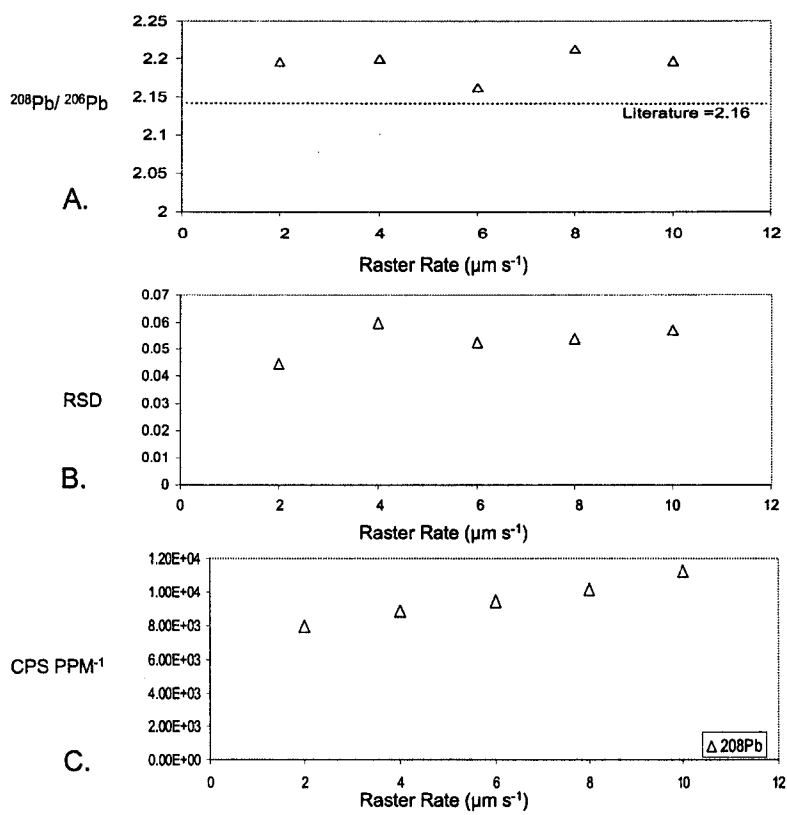 2.25
2.2
2.15
2.1
2.05
2
²⁰⁸Pb/ ²⁰⁶Pb
Literature =2.16
A.
0 2 4 6 8 10 12
Raster Rate (µm s⁻¹)
0.07
0.06
0.05
0.04
0.03
0.02
0.01
0
RSD
B.
0 2 4 6 8 10 12
Raster Rate (µm s⁻¹)
1.20E+04
1.00E+04
8.00E+03
6.00E+03
4.00E+03
2.00E+03
0.00E+00
CPS PPM⁻¹
208Pb
C.
0 2 4 6 8 10 12
Raster Rate (µm s⁻¹)